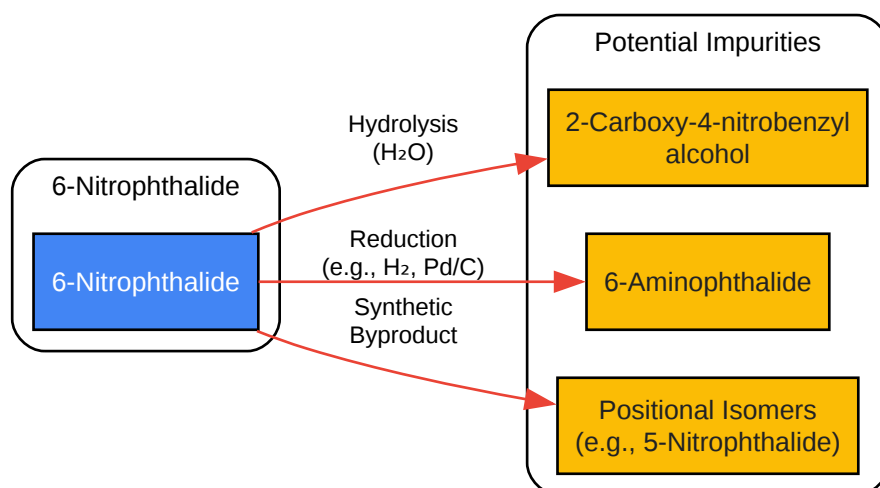 Potential Impurities
Hydrolysis
(H₂O)
2-Carboxy-4-nitrobenzyl
alcohol
6-Nitrophthalide
6-Nitrophthalide
Reduction
(e.g., H₂, Pd/C)
6-Aminophthalide
Synthetic
Byproduct
Positional Isomers
(e.g., 5-Nitrophthalide)